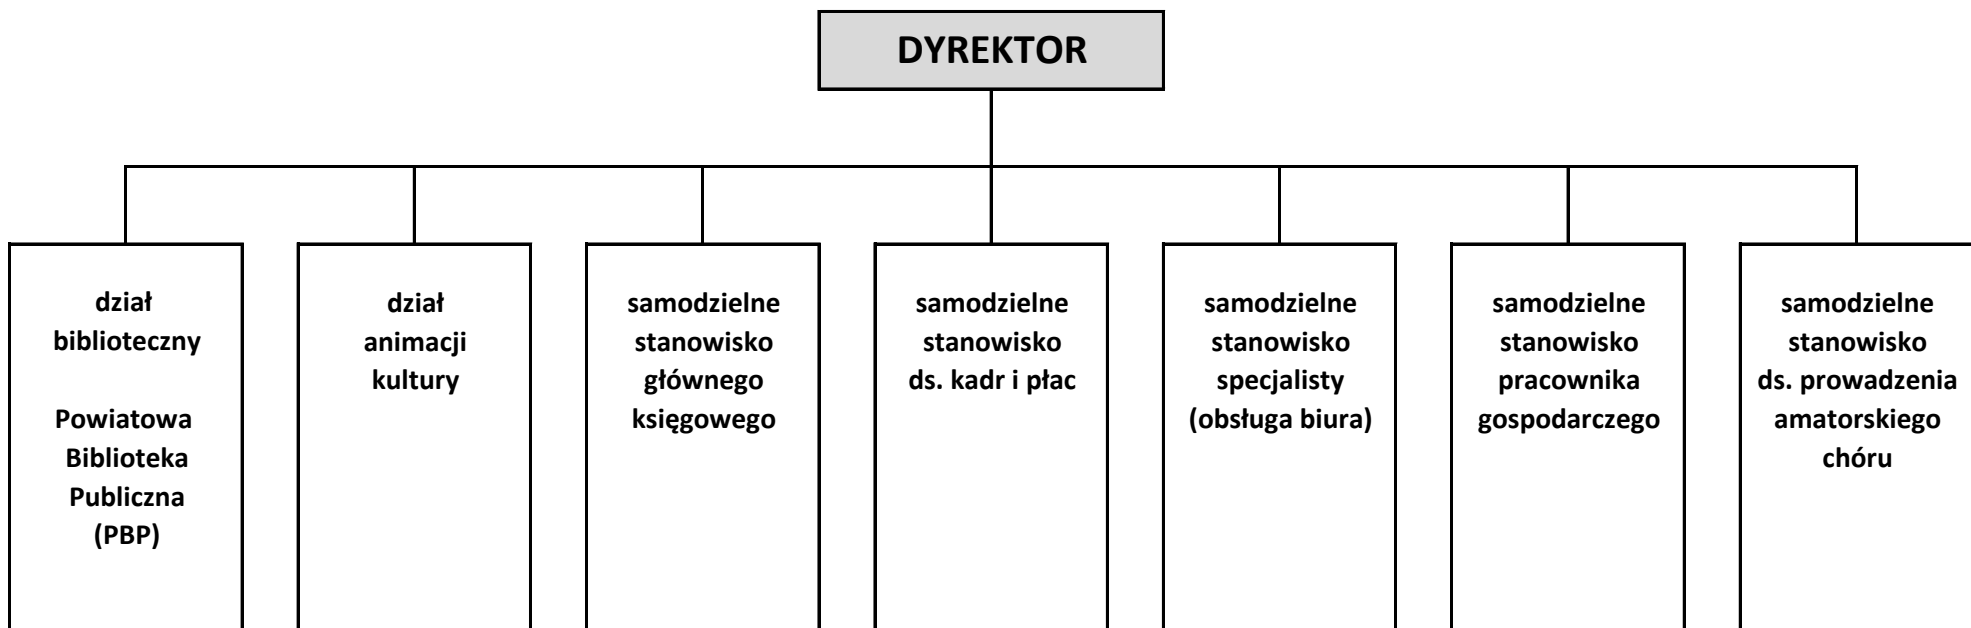 DYREKTOR
dział
biblioteczny
Powiatowa
Biblioteka
Publiczna
(PBP)
dział
animacji
kultury
samodzielne
stanowisko
głównego
księgowego
samodzielne
stanowisko
ds. kadr i płac
samodzielne
stanowisko
specjalisty
(obsługa biura)
samodzielne
stanowisko
pracownika
gospodarczego
samodzielne
stanowisko
ds. prowadzenia
amatorskiego
chóru